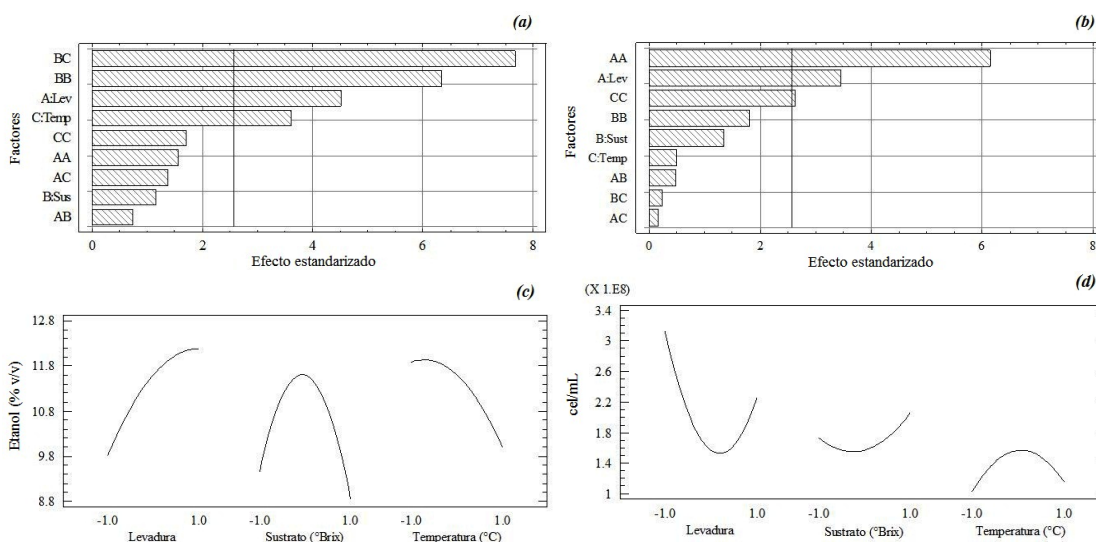 (a)
Factores
BC
BB
A:Lev
C:Temp
CC
AA
AC
B:Sus
AB
0 2 4 6 8
Efecto estandarizado
(b)
Factores
AA
A:Lev
CC
BB
B:Sust
C:Temp
AB
BC
AC
0 2 4 6 8
Efecto estandarizado
(c)
Etanol (% v/v)
12.8
11.8
10.8
9.8
8.8
-1.0 1.0 -1.0 1.0 -1.0 1.0
Levadura Sustrato (°Brix) Temperatura (°C)
(d)
(X 1.E8)
cel/mL
3.4
3
2.6
2.2
1.8
1.4
1
-1.0 1.0 -1.0 1.0 -1.0 1.0
Levadura Sustrato (°Brix) Temperatura (°C)